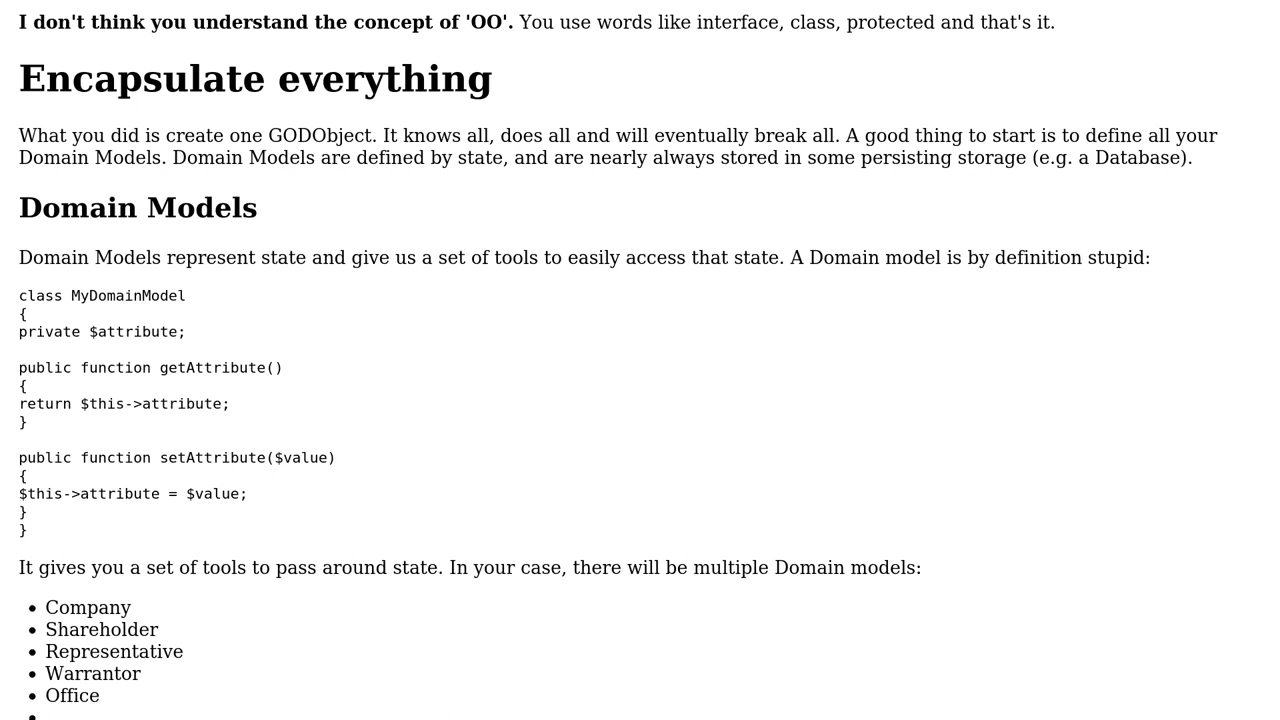 I don't think you understand the concept of 'OO'. You use words like interface, class, protected and that's it.
Encapsulate everything
What you did is create one GODObject. It knows all, does all and will eventually break all. A good thing to start is to define all your
Domain Models. Domain Models are defined by state, and are nearly always stored in some persisting storage (e.g. a Database).
Domain Models
Domain Models represent state and give us a set of tools to easily access that state. A Domain model is by definition stupid:
class MyDomainModel
{
private $attribute;

public function getAttribute()
{
return $this->attribute;
}

public function setAttribute($value)
{
$this->attribute = $value;
}
}
It gives you a set of tools to pass around state. In your case, there will be multiple Domain models:
• Company
• Shareholder
• Representative
• Warrantor
• Office
•